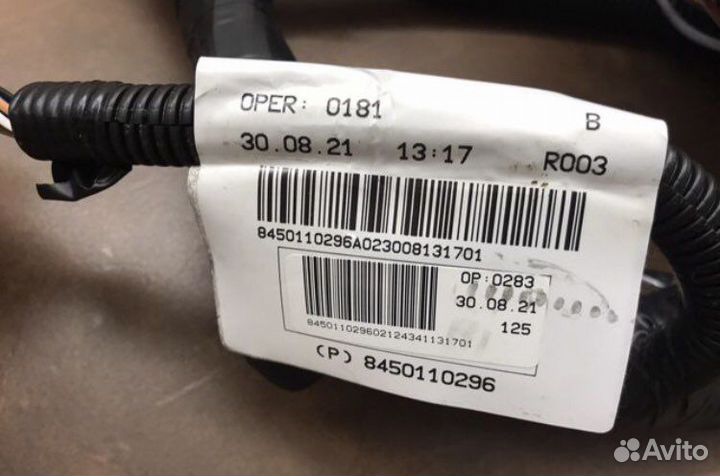 OPER: 0181 B
30.08.21 13:17 R003
8450110296A023008131701
OP:0283
30.08.21
125
845011029602124341131701
(P) 8450110296
Avito